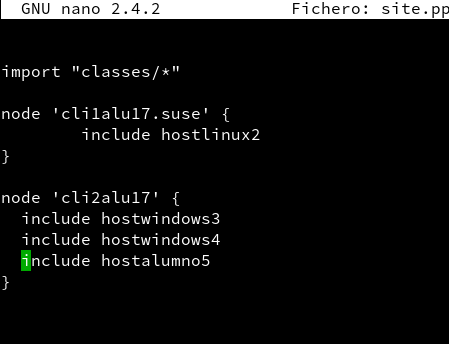 GNU nano 2.4.2 Fichero: site.pp
import "classes/*"
node 'cli1alu17.suse' {
include hostlinux2
}
node 'cli2alu17' {
include hostwindows3
include hostwindows4
include hostalumno5
}